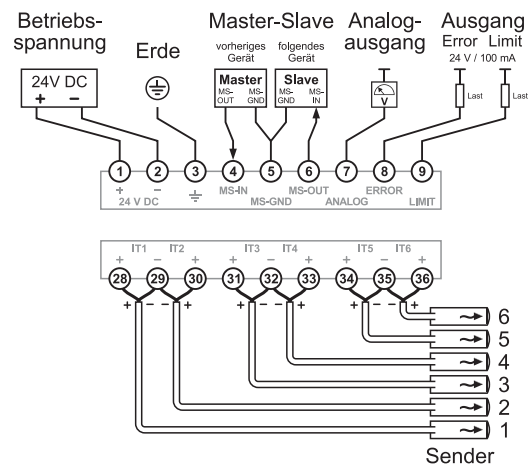 Betriebs-
spannung
Erde
Master-Slave
Analog-
ausgang
Ausgang
Error Limit
24 V / 100 mA
vorheriges
Gerät
folgendes
Gerät
24V DC
+ −
Master
MS-
OUT
MS-
GND
Slave
MS-
GND
MS-
IN
V
Last
Last
1 2 3 4 5 6 7 8 9
+ − MS-IN MS-OUT ERROR
24 V DC MS-GND ANALOG LIMIT
IT1 IT2 IT3 IT4 IT5 IT6
+ − + + − + + − +
28 29 30 31 32 33 34 35 36
+ − − + + − − + + − − +
6
5
4
3
2
1
Sender